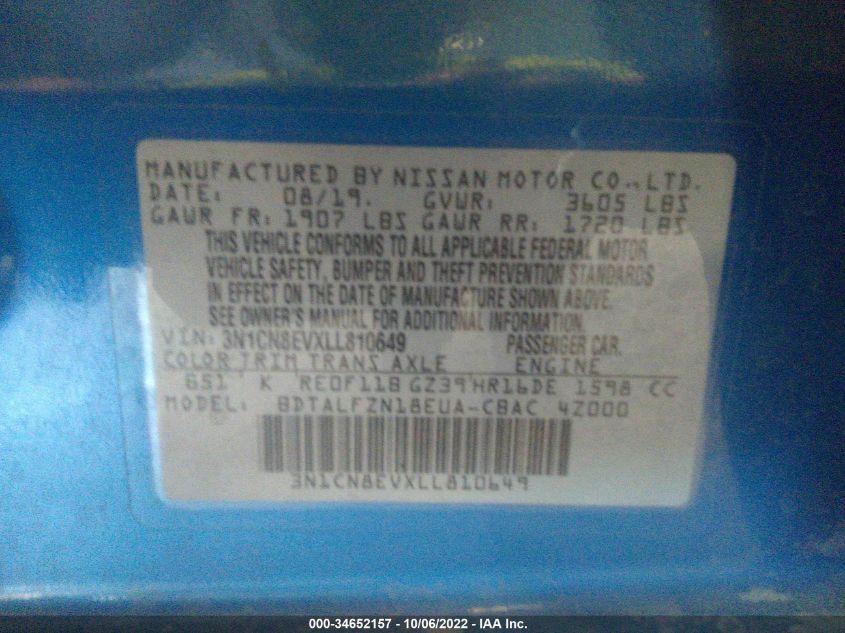 MANUFACTURED BY NISSAN MOTOR CO., LTD.
DATE: 08/19. GVWR: 3605 LBS
GAWR FR: 1907 LBS GAWR RR: 1720 LBS
THIS VEHICLE CONFORMS TO ALL APPLICABLE FEDERAL MOTOR
VEHICLE SAFETY, BUMPER AND THEFT PREVENTION STANDARDS
IN EFFECT ON THE DATE OF MANUFACTURE SHOWN ABOVE.
SEE OWNER'S MANUAL FOR ADDITIONAL INFORMATION.
VIN: 3N1CN8EVXLL810649 PASSENGER CAR.
COLOR TRIM TRANS AXLE ENGINE
651 K RE0F11B GZ39 HR16DE 1598 CC
MODEL: BDTALFZN18EUA-CBAC 4Z000
3N1CN8EVXLL810649
000-34652157 - 10/06/2022 - IAA Inc.